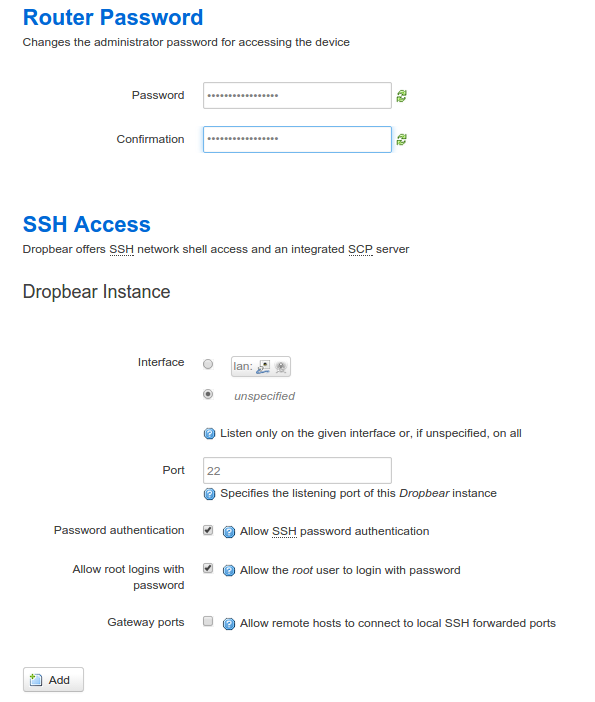 Router Password
Changes the administrator password for accessing the device
Password •••••••••••••••••
Confirmation •••••••••••••••••
SSH Access
Dropbear offers SSH network shell access and an integrated SCP server
Dropbear Instance
Interface lan:
unspecified
Listen only on the given interface or, if unspecified, on all
Port 22
Specifies the listening port of this Dropbear instance
Password authentication Allow SSH password authentication
Allow root logins with Allow the root user to login with password
password
Gateway ports Allow remote hosts to connect to local SSH forwarded ports
Add